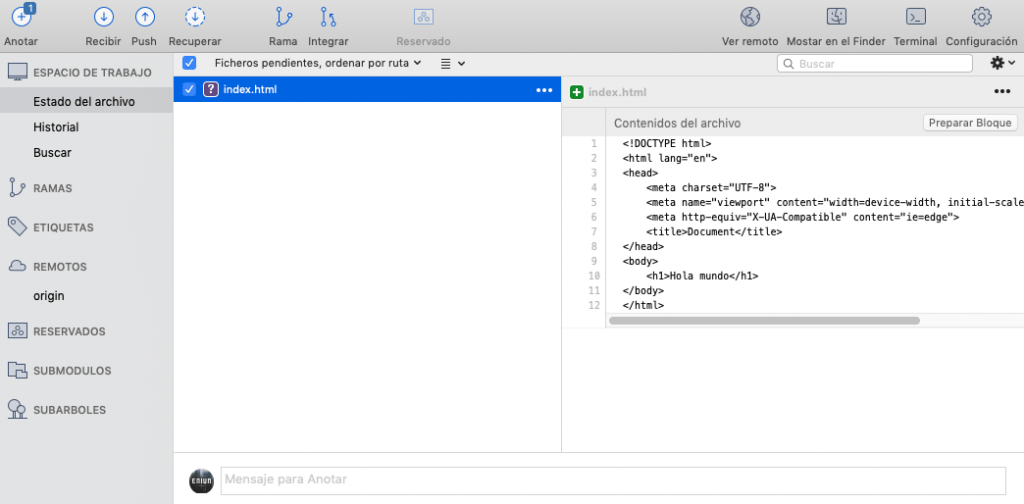 1
Anotar
Recibir
Push
Recuperar
Rama
Integrar
Reservado
Ver remoto
Mostar en el Finder
Terminal
Configuración
ESPACIO DE TRABAJO
Estado del archivo
Historial
Buscar
RAMAS
ETIQUETAS
REMOTOS
origin
RESERVADOS
SUBMODULOS
SUBARBOLES
Ficheros pendientes, ordenar por ruta
Buscar
? index.html
index.html
Contenidos del archivo
Preparar Bloque
1 <!DOCTYPE html>
2 <html lang="en">
3 <head>
4 <meta charset="UTF-8">
5 <meta name="viewport" content="width=device-width, initial-scale
6 <meta http-equiv="X-UA-Compatible" content="ie=edge">
7 <title>Document</title>
8 </head>
9 <body>
10 <h1>Hola mundo</h1>
11 </body>
12 </html>
ENIUN
Mensaje para Anotar